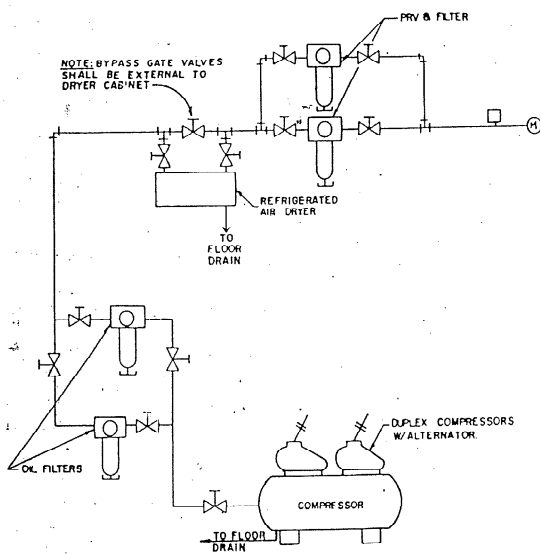 PRV & FILTER
NOTE: BYPASS GATE VALVES
SHALL BE EXTERNAL TO
DRYER CABINET
M
REFRIGERATED
AIR DRYER
TO
FLOOR
DRAIN
OIL FILTERS
DUPLEX COMPRESSORS
W/ALTERNATOR
COMPRESSOR
TO FLOOR
DRAIN